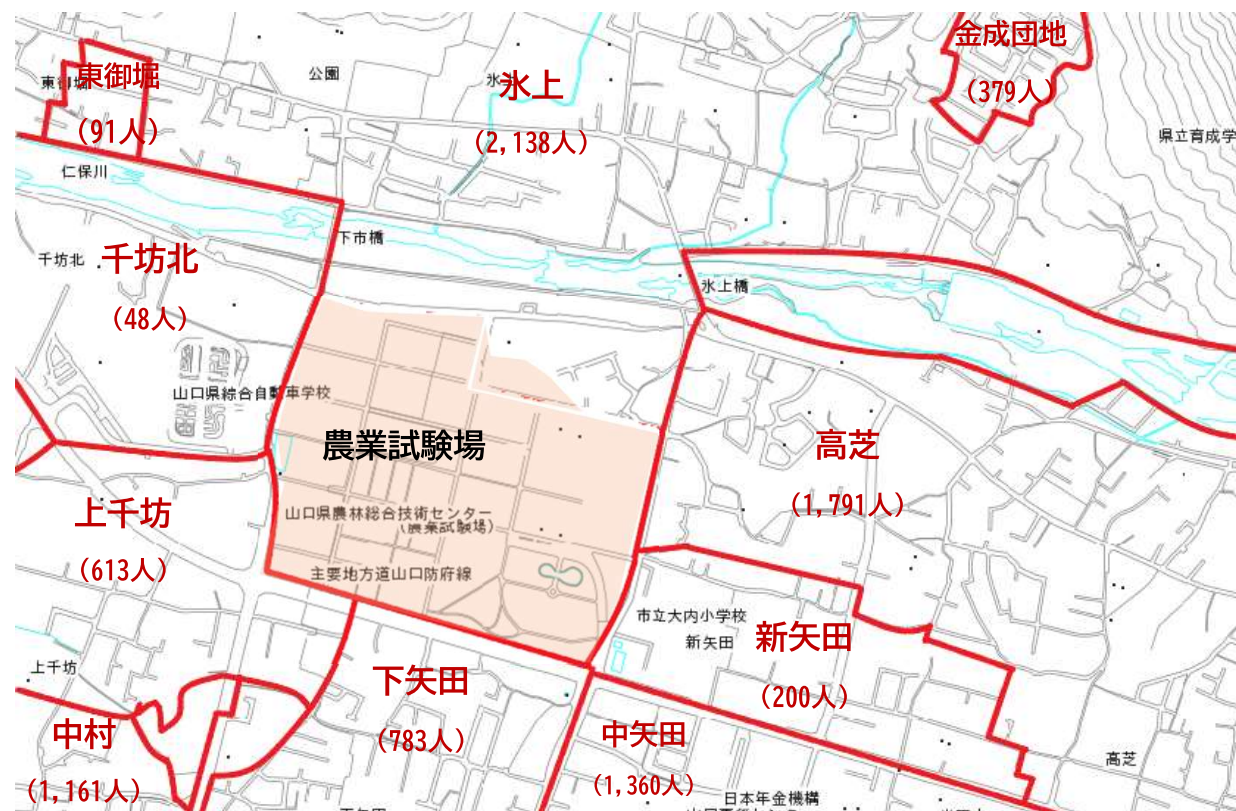 金成団地
(379人)
東御堀
東御堀
(91人)
公園
氷上
氷上
(2,138人)
県立育成学
仁保川
下市橋
千坊北
千坊北
(48人)
氷上橋
山口県綜合自動車学校
農業試験場
高芝
(1,791人)
山口県農林総合技術センター
(農業試験場)
上千坊
(613人)
主要地方道山口防府線
市立大内小学校
新矢田
新矢田
(200人)
上千坊
下矢田
(783人)
中村
(1,161人)
中矢田
(1,360人)
高芝
日本年金機構